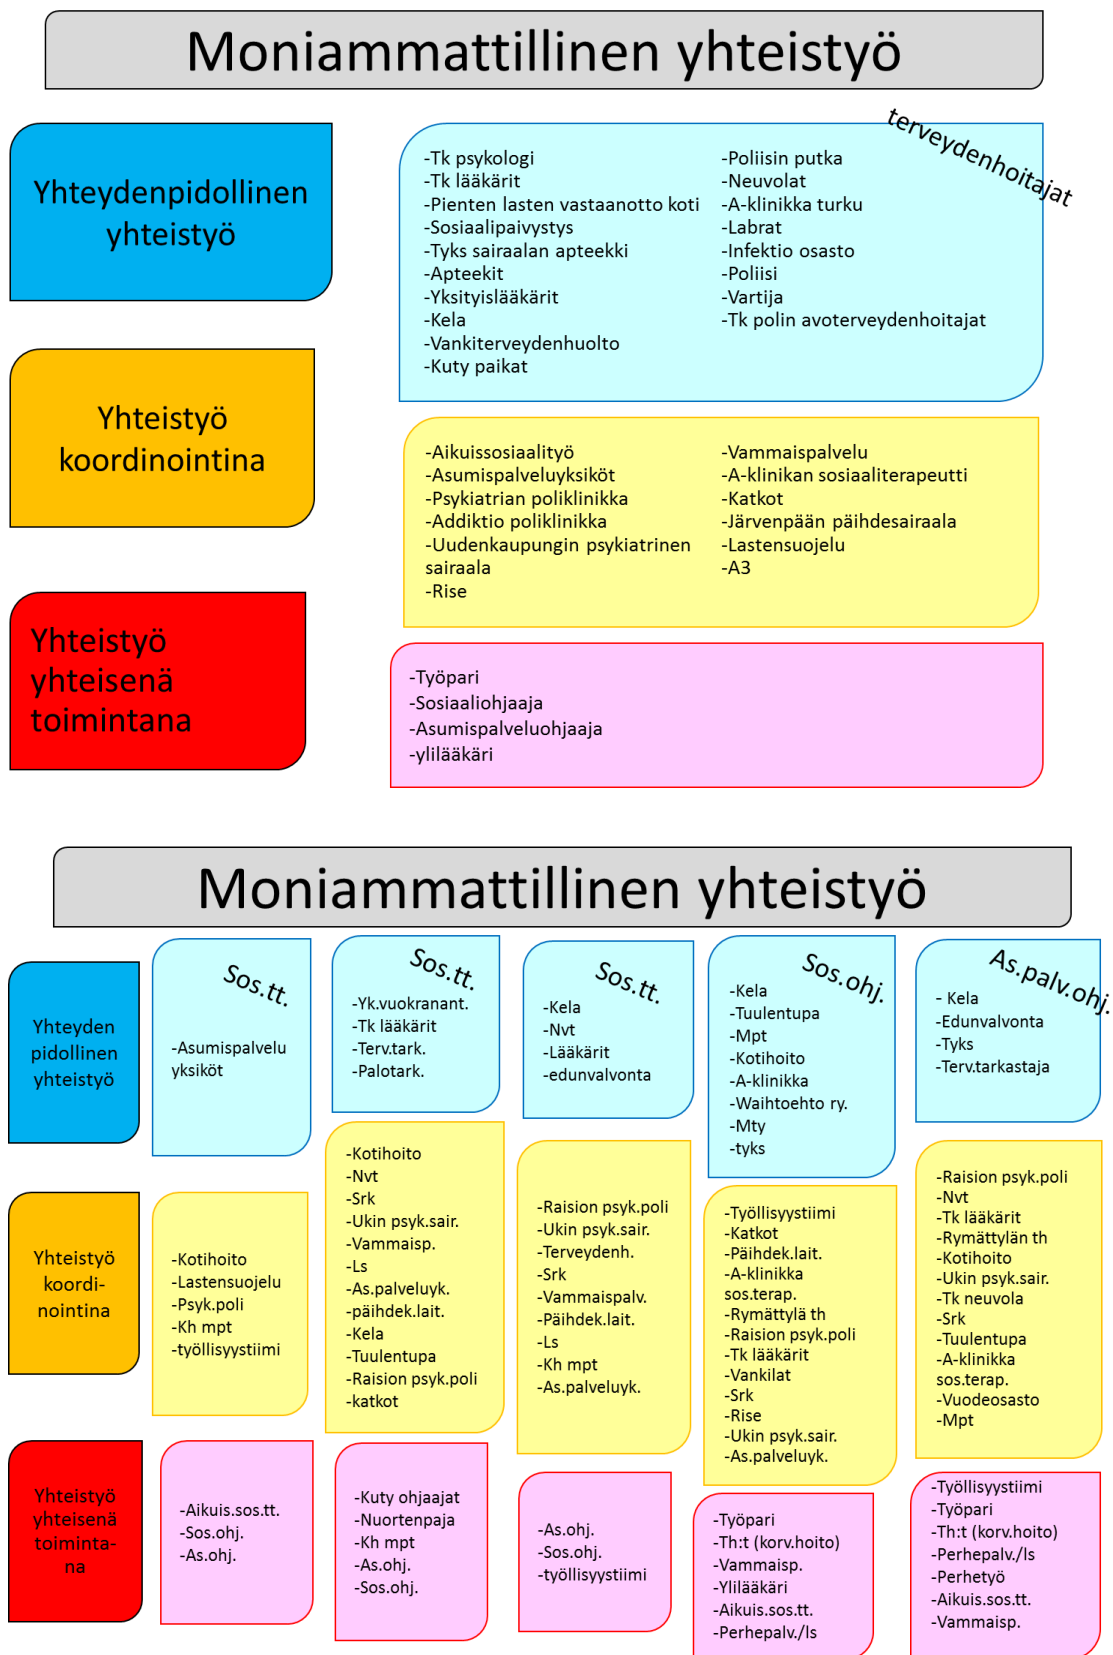 Moniammattillinen yhteistyö
Yhteydenpidollinen
yhteistyö
terveydenhoitajat
-Tk psykologi
-Tk lääkärit
-Pienten lasten vastaanotto koti
-Sosiaalipaivystys
-Tyks sairaalan apteekki
-Apteekit
-Yksityislääkärit
-Kela
-Vankiterveydenhuolto
-Kuty paikat
-Poliisin putka
-Neuvolat
-A-klinikka turku
-Labrat
-Infektio osasto
-Poliisi
-Vartija
-Tk polin avoterveydenhoitajat
Yhteistyö
koordinointina
-Aikuissosiaalityö
-Asumispalveluyksiköt
-Psykiatrian poliklinikka
-Addiktio poliklinikka
-Uudenkaupungin psykiatrinen
sairaala
-Rise
-Vammaispalvelu
-A-klinikan sosiaaliterapeutti
-Katkot
-Järvenpään päihdesairaala
-Lastensuojelu
-A3
Yhteistyö
yhteisenä
toimintana
-Työpari
-Sosiaaliohjaaja
-Asumispalveluohjaaja
-ylilääkäri
Moniammattillinen yhteistyö
Yhteyden
pidollinen
yhteistyö
Sos.tt.
-Asumispalvelu
yksiköt
Sos.tt.
-Yk.vuokranant.
-Tk lääkärit
-Terv.tark.
-Palotark.
Sos.tt.
-Kela
-Nvt
-Lääkärit
-edunvalvonta
Sos.ohj.
-Kela
-Tuulentupa
-Mpt
-Kotihoito
-A-klinikka
-Waihtoehto ry.
-Mty
-tyks
As.palv.ohj.
- Kela
-Edunvalvonta
-Tyks
-Terv.tarkastaja
Yhteistyö
koordi-
nointina
-Kotihoito
-Lastensuojelu
-Psyk.poli
-Kh mpt
-työllisyystiimi
-Kotihoito
-Nvt
-Srk
-Ukin psyk.sair.
-Vammaisp.
-Ls
-As.palveluyk.
-päihdek.lait.
-Kela
-Tuulentupa
-Raision psyk.poli
-katkot
-Raision psyk.poli
-Ukin psyk.sair.
-Terveydenh.
-Srk
-Vammaispalv.
-Päihdek.lait.
-Ls
-Kh mpt
-As.palveluyk.
-Työllisyystiimi
-Katkot
-Päihdek.lait.
-A-klinikka
sos.terap.
-Rymättylä th
-Raision psyk.poli
-Tk lääkärit
-Vankilat
-Srk
-Rise
-Ukin psyk.sair.
-As.palveluyk.
-Raision psyk.poli
-Nvt
-Tk lääkärit
-Rymättylän th
-Kotihoito
-Ukin psyk.sair.
-Tk neuvola
-Srk
-Tuulentupa
-A-klinikka
sos.terap.
-Vuodeosasto
-Mpt
Yhteistyö
yhteisenä
toiminta-
na
-Aikuis.sos.tt.
-Sos.ohj.
-As.ohj.
-Kuty ohjaajat
-Nuortenpaja
-Kh mpt
-As.ohj.
-Sos.ohj.
-As.ohj.
-Sos.ohj.
-työllisyystiimi
-Työpari
-Th:t (korv.hoito)
-Vammaisp.
-Ylilääkäri
-Aikuis.sos.tt.
-Perhepalv./ls
-Työllisyystiimi
-Työpari
-Th:t (korv.hoito)
-Perhepalv./ls
-Perhetyö
-Aikuis.sos.tt.
-Vammaisp.